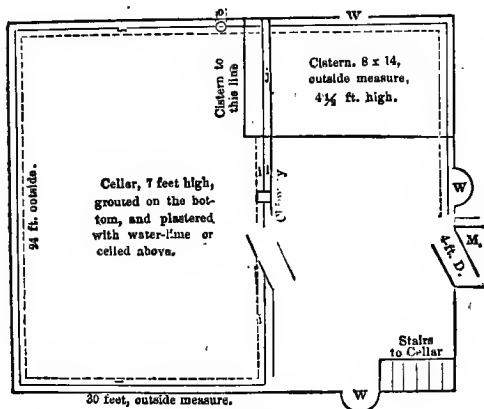 W
Cistern to
this line
Cistern. 8 x 14,
outside measure,
4½ ft. high.
24 ft. outside.
Cellar, 7 feet high,
grouted on the bot-
tom, and plastered
with water-lime or
ceiled above.
W
M.
4-ft. D.
Stairs
to Cellar
W
30 feet, outside measure.